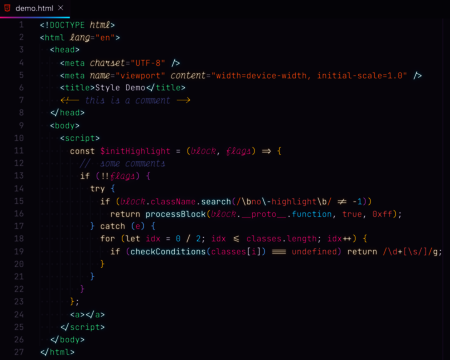 demo.html ×
1 <!DOCTYPE html>
2 <html lang="en">
3 <head>
4 <meta charset="UTF-8" />
5 <meta name="viewport" content="width=device-width, initial-scale=1.0" />
6 <title>Style Demo</title>
7 <!-- this is a comment -->
8 </head>
9 <body>
10 <script>
11 const $initHighlight = (block, flags) => {
12 // some comments
13 if (!!flags) {
14 try {
15 if (block.className.search(/\bno\-highlight\b/ != -1))
16 return processBlock(block.__proto__.function, true, 0xff);
17 } catch (e) {
18 for (let idx = 0 / 2; idx <= classes.length; idx++) {
19 if (checkConditions(classes[i]) === undefined) return /\d+[\s/]/g;
20 }
21 }
22 }
23 };
24 <a></a>
25 </script>
26 </body>
27 </html>